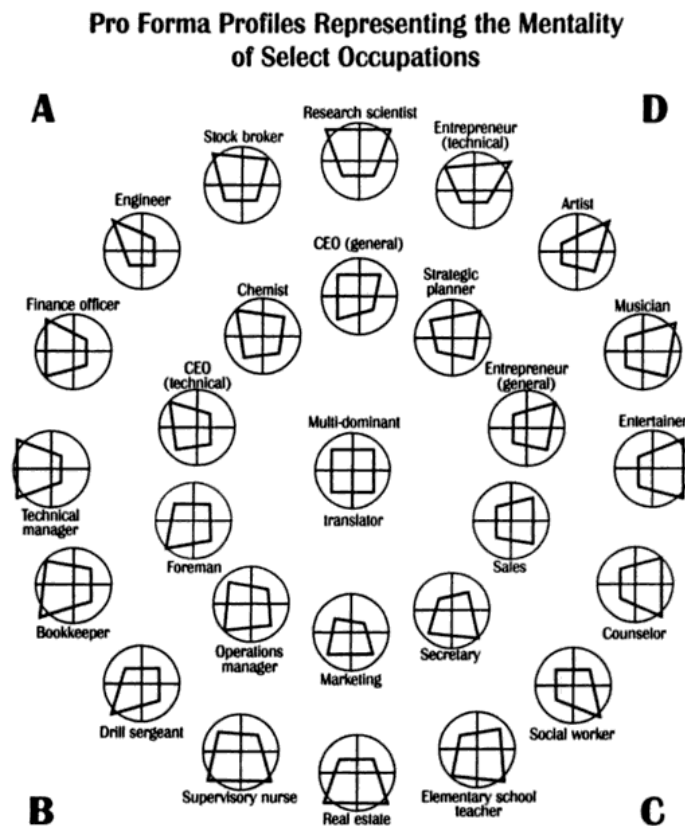 Pro Forma Profiles Representing the Mentality
of Select Occupations
A
D
Research scientist
Stock broker
Entrepreneur
(technical)
Engineer
Artist
CEO (general)
Chemist
Strategic
planner
Finance officer
Musician
CEO
(technical)
Entrepreneur
(general)
Multi-dominant
translator
Entertainer
Technical
manager
Foreman
Sales
Bookkeeper
Operations
manager
Marketing
Secretary
Counselor
Drill sergeant
Social worker
Supervisory nurse
Real estate
Elementary school
teacher
B
C